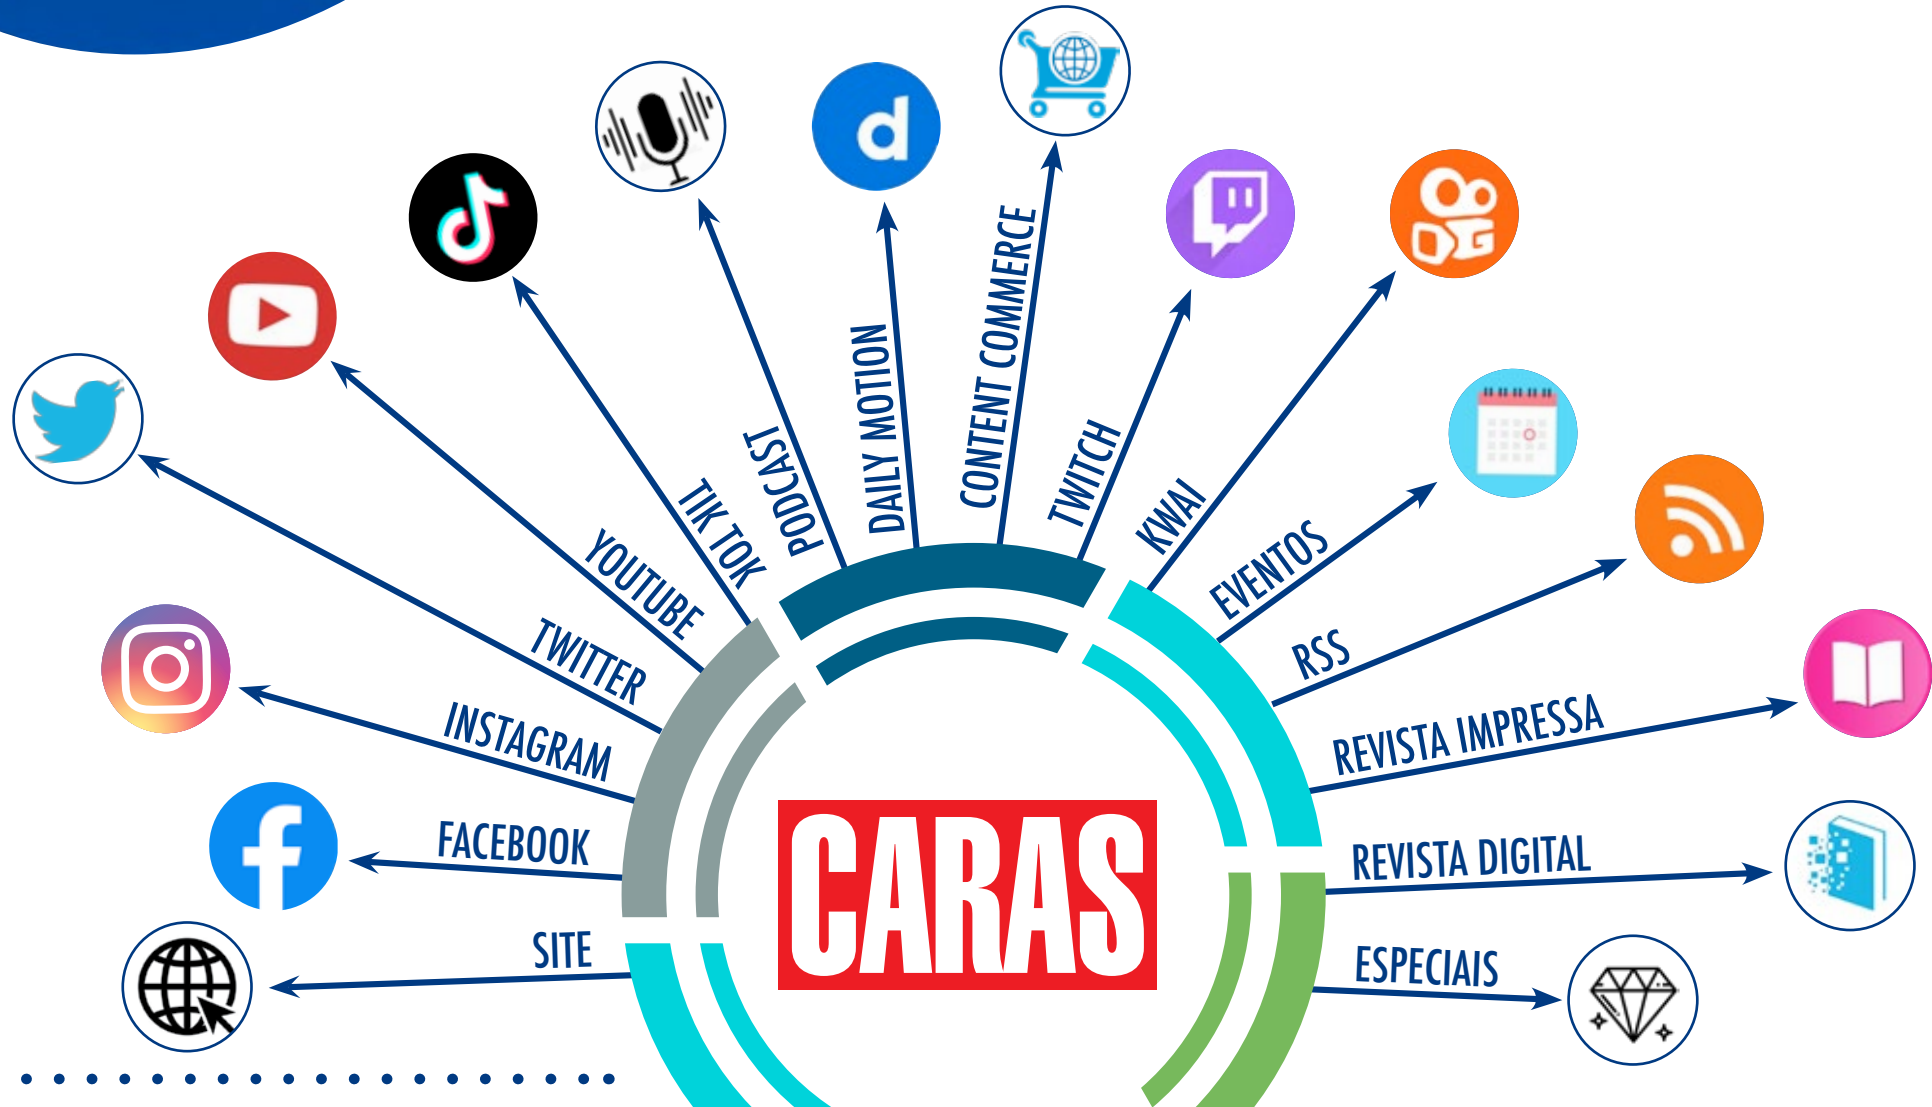 SITE
FACEBOOK
INSTAGRAM
TWITTER
YOUTUBE
TIK TOK
PODCAST
DAILY MOTION
CONTENT COMMERCE
TWITCH
KWAI
EVENTOS
RSS
REVISTA IMPRESSA
REVISTA DIGITAL
ESPECIAIS
CARAS